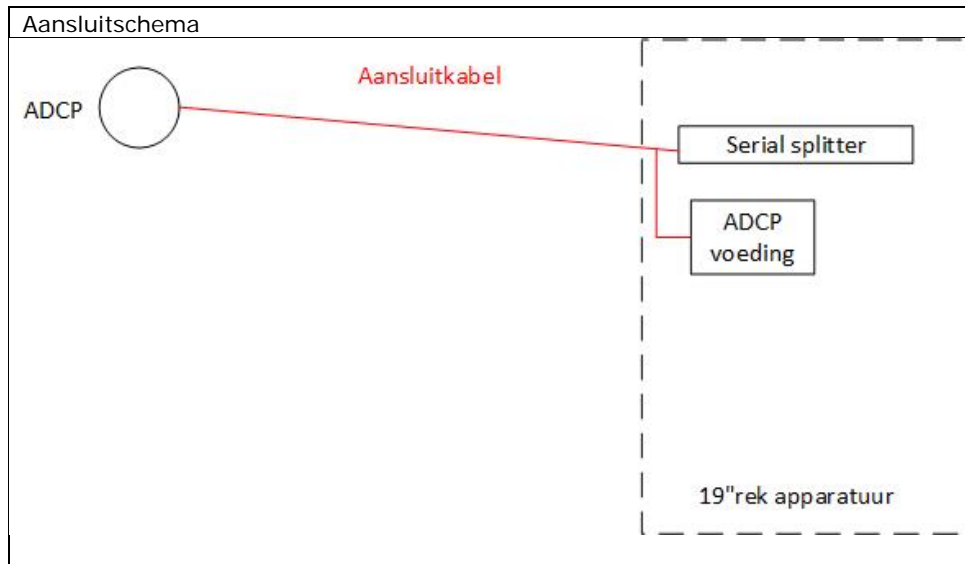 Aansluitschema
Aansluitkabel
ADCP
Serial splitter
ADCP
voeding
19"rek apparatuur